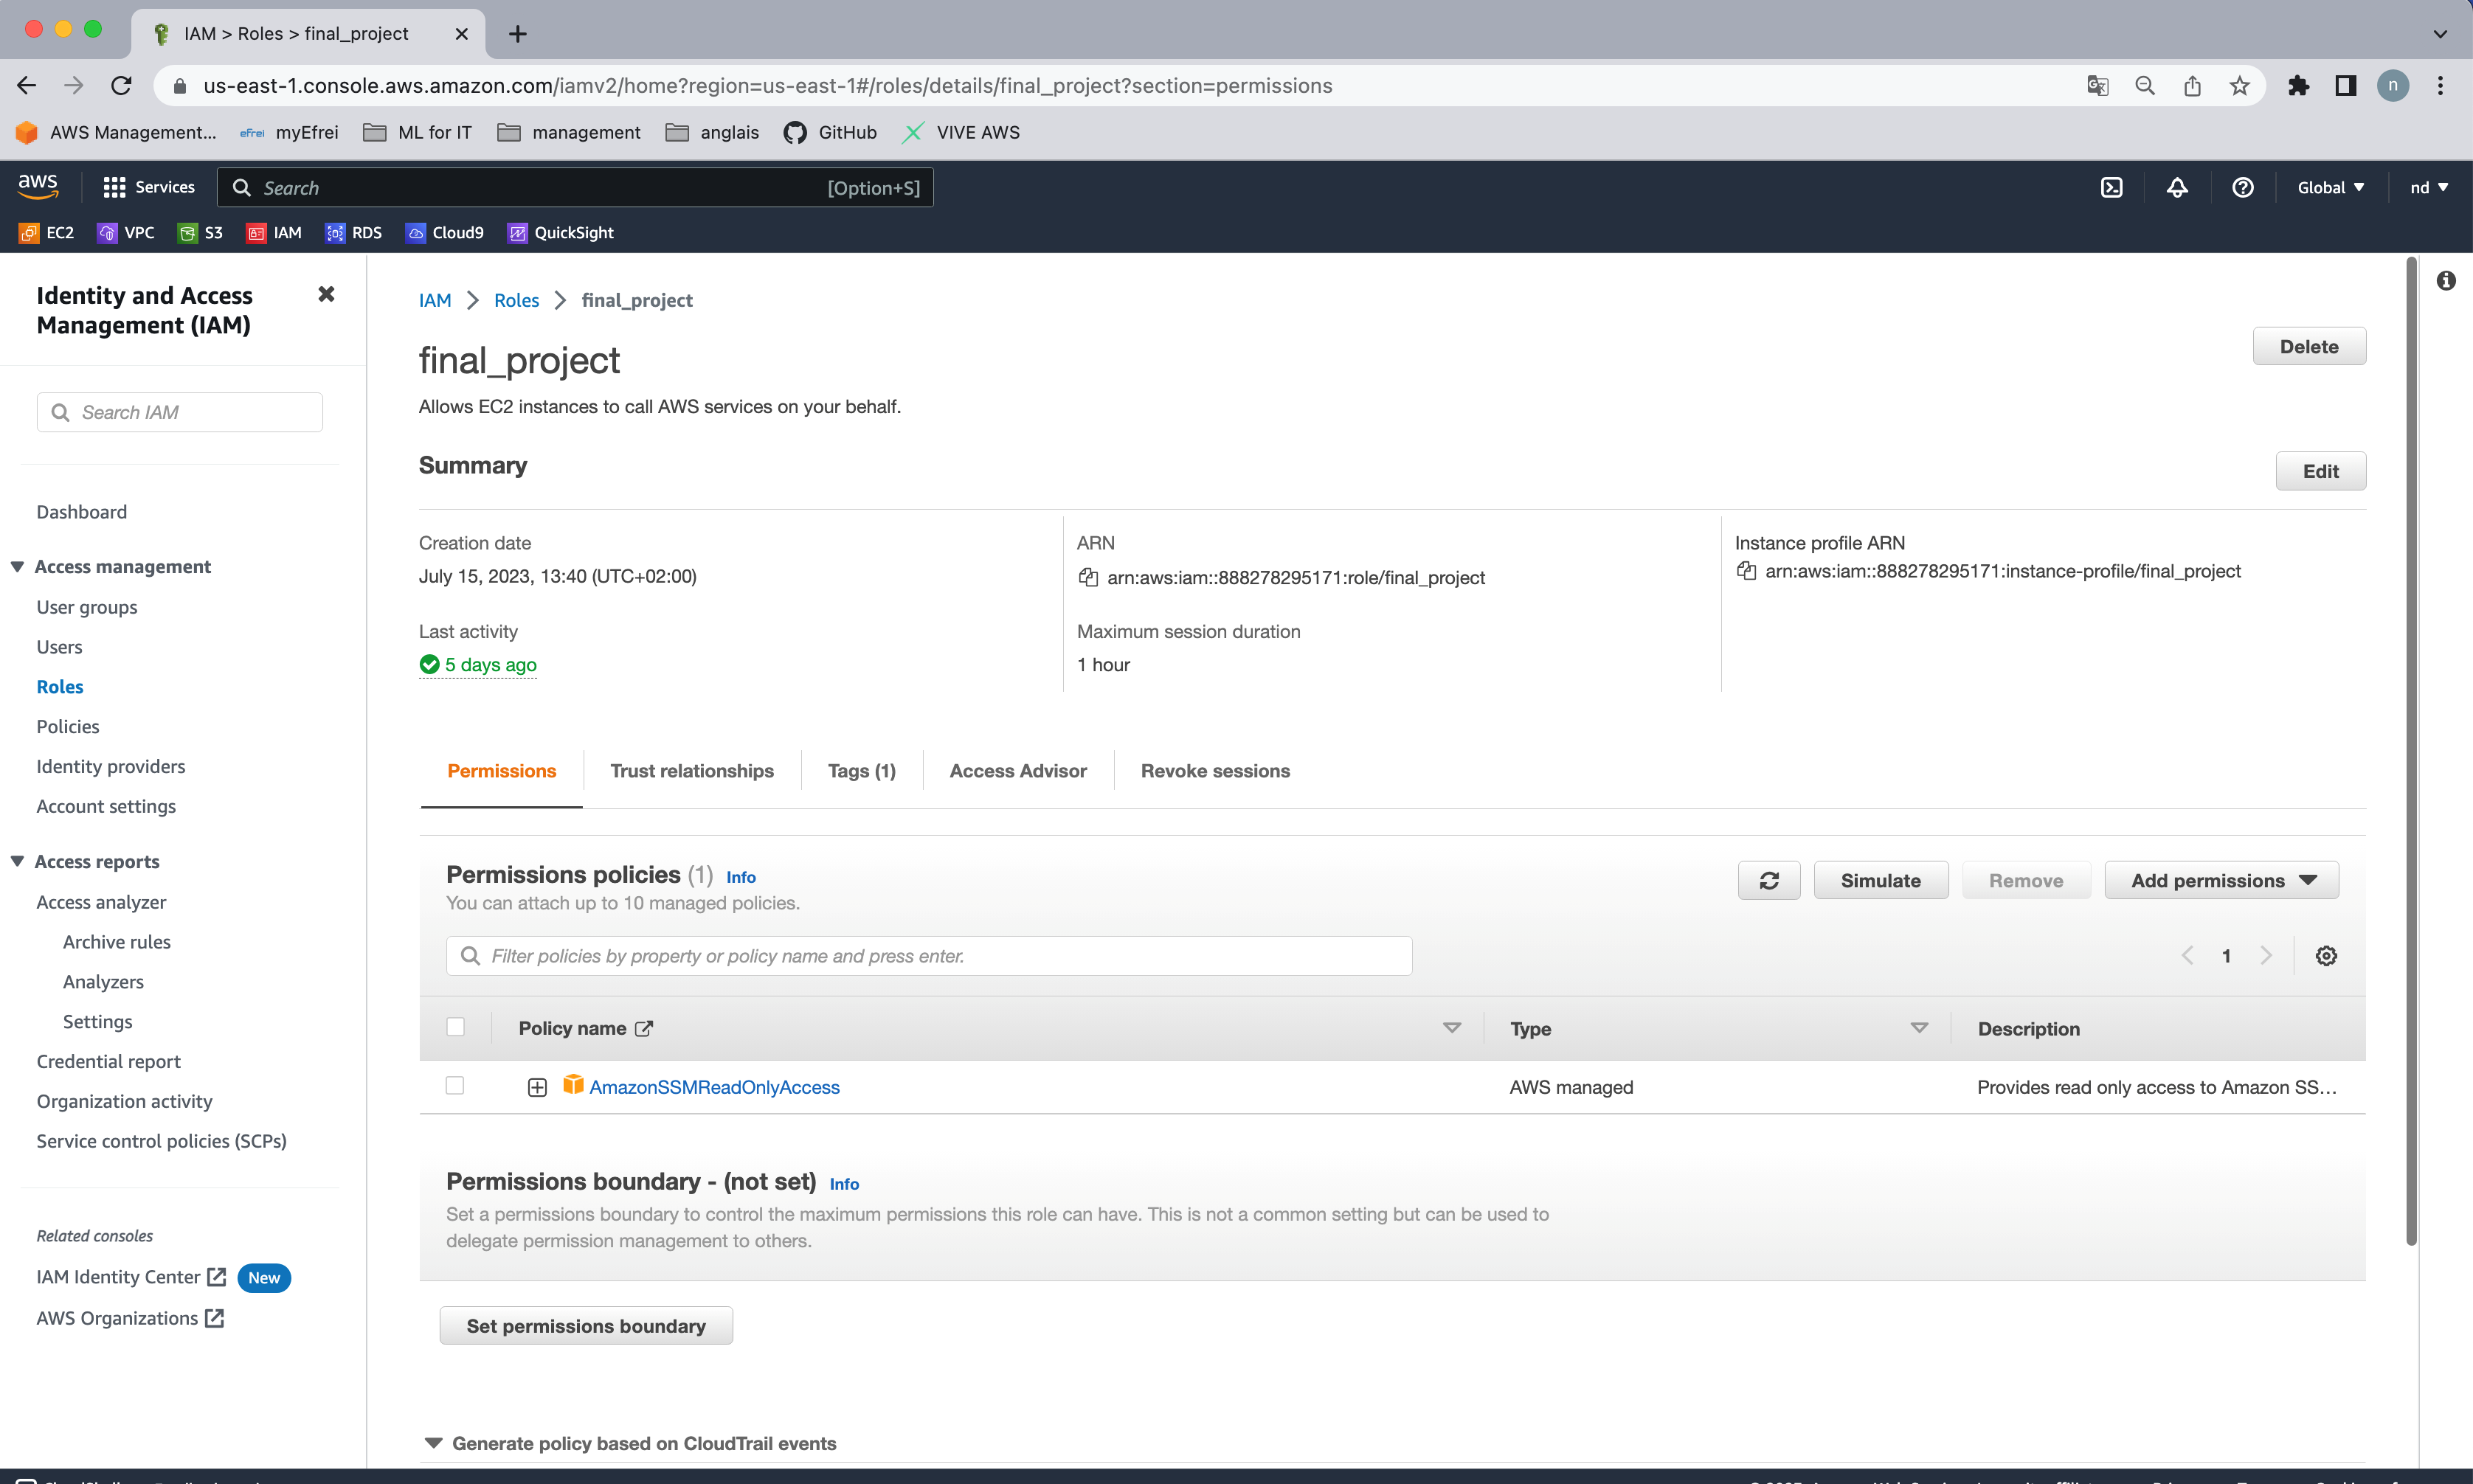 IAM > Roles > final_project
us-east-1.console.aws.amazon.com/iamv2/home?region=us-east-1#/roles/details/final_project?section=permissions
n
AWS Management... efrei myEfrei ML for IT management anglais GitHub VIVE AWS
aws Services Search [Option+S] Global nd
EC2 VPC S3 IAM RDS Cloud9 QuickSight
Identity and Access
Management (IAM)
Search IAM
Dashboard
Access management
User groups
Users
Roles
Policies
Identity providers
Account settings
Access reports
Access analyzer
Archive rules
Analyzers
Settings
Credential report
Organization activity
Service control policies (SCPs)
Related consoles
IAM Identity Center New
AWS Organizations
IAM > Roles > final_project
final_project
Delete
Allows EC2 instances to call AWS services on your behalf.
Summary
Edit
Creation date
July 15, 2023, 13:40 (UTC+02:00)
Last activity
5 days ago
ARN
arn:aws:iam::888278295171:role/final_project
Maximum session duration
1 hour
Instance profile ARN
arn:aws:iam::888278295171:instance-profile/final_project
Permissions Trust relationships Tags (1) Access Advisor Revoke sessions
Permissions policies (1) Info
You can attach up to 10 managed policies.
Simulate Remove Add permissions
Filter policies by property or policy name and press enter.
1
Policy name Type Description
AmazonSSMReadOnlyAccess AWS managed Provides read only access to Amazon SS...
Permissions boundary - (not set) Info
Set a permissions boundary to control the maximum permissions this role can have. This is not a common setting but can be used to
delegate permission management to others.
Set permissions boundary
Generate policy based on CloudTrail events